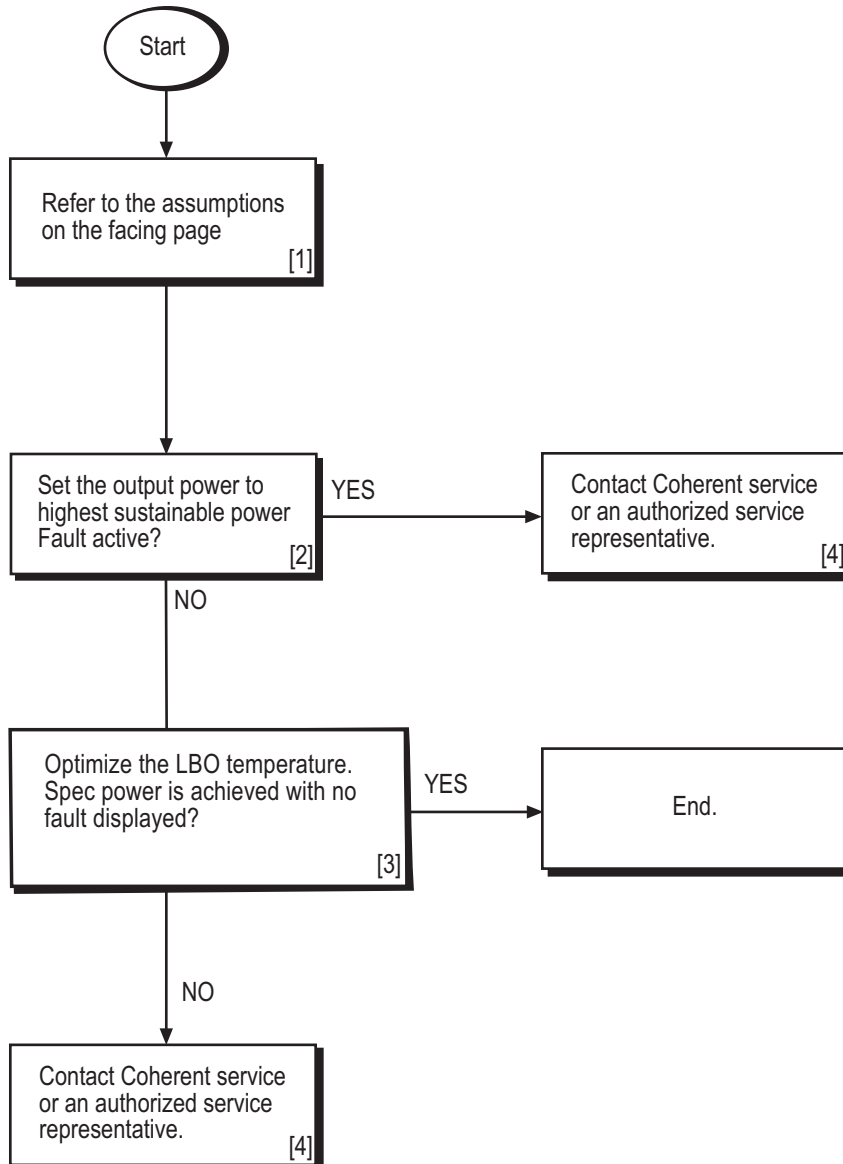 Start
Refer to the assumptions
on the facing page
[1]
Set the output power to
highest sustainable power
Fault active?
[2]
YES
Contact Coherent service
or an authorized service
representative.
[4]
NO
Optimize the LBO temperature.
Spec power is achieved with no
fault displayed?
[3]
YES
End.
NO
Contact Coherent service
or an authorized service
representative.
[4]